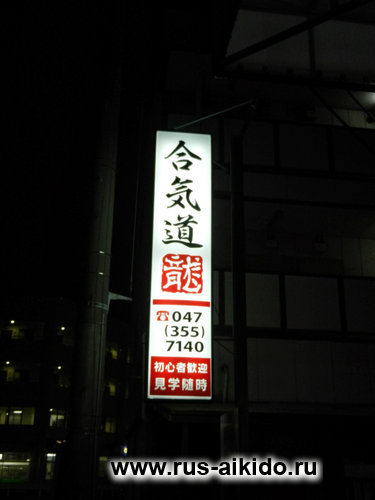 合気道
龍
☎047
(355)
7140
初心者歓迎
見学随時
www.rus-aikido.ru